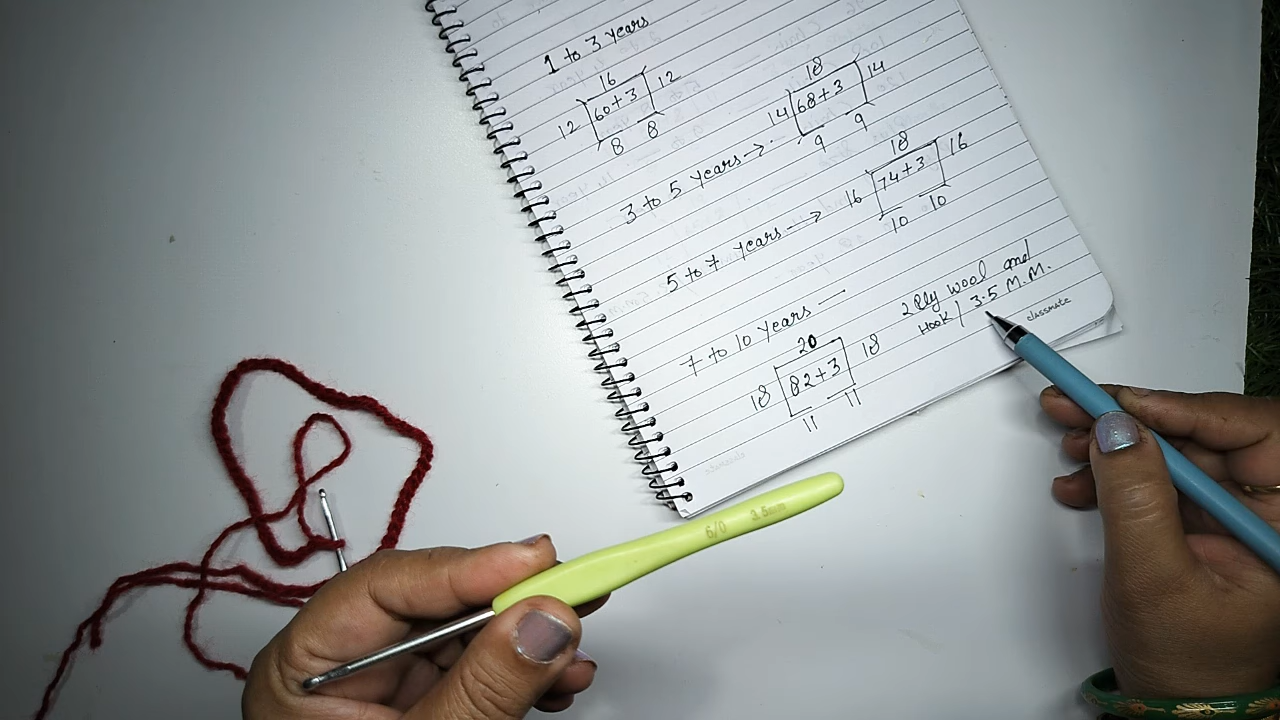 1 to 3 years
16
12 60+3 12
8 8
3 to 5 years →
18
14 68+3 14
9 9
5 to 7 years →
18
16 74+3 16
10 10
7 to 10 years —
20
18 82+3 18
11 11
2 Ply wool and
Hook / 3.5 M.M.
classmate
6/0 3.5mm